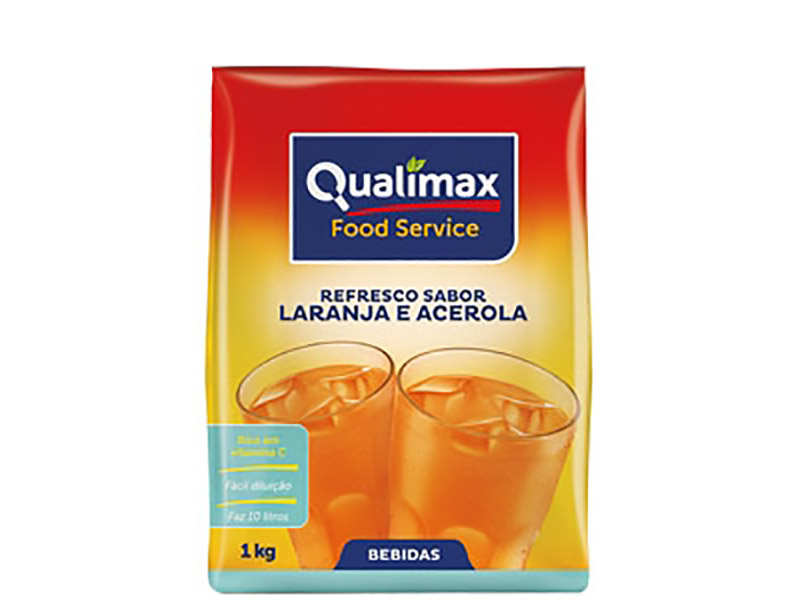 Qualimax
Food Service
REFRESCO SABOR
LARANJA E ACEROLA
Rico em
vitamina C
Fácil diluição
Faz 10 litros
1 kg
BEBIDAS